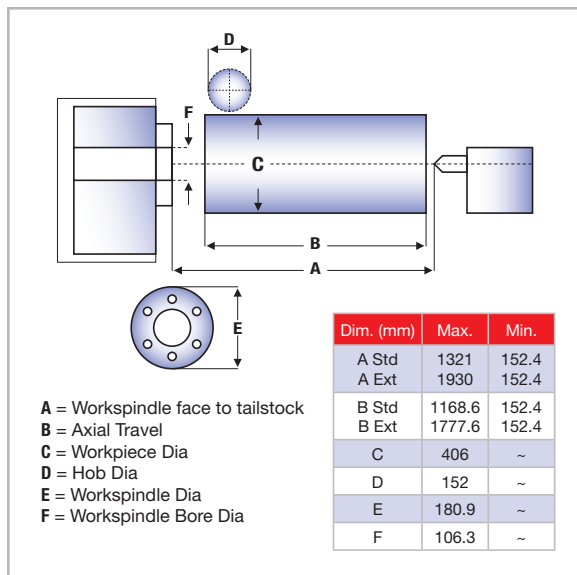 D
F
C
B
A
E
A = Workspindle face to tailstock
B = Axial Travel
C = Workpiece Dia
D = Hob Dia
E = Workspindle Dia
F = Workspindle Bore Dia
Dim. (mm) Max. Min.
A Std 1321 152.4
A Ext 1930 152.4
B Std 1168.6 152.4
B Ext 1777.6 152.4
C 406 ~
D 152 ~
E 180.9 ~
F 106.3 ~